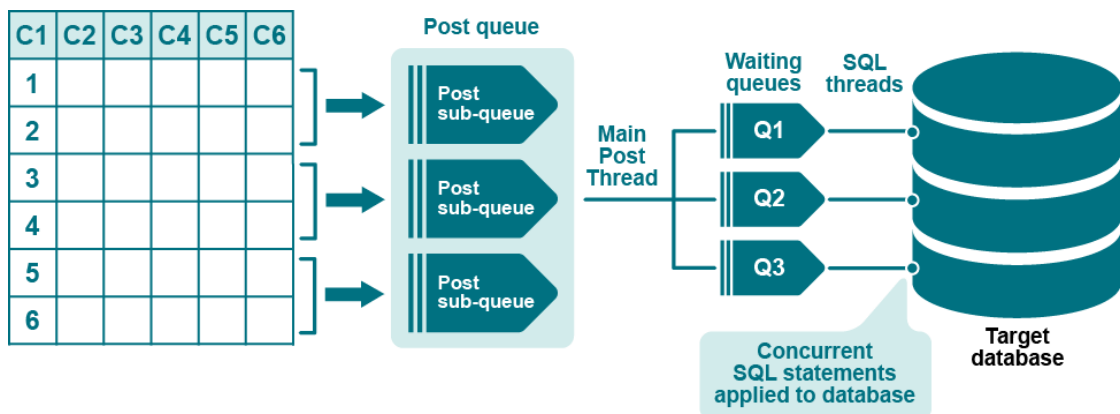 C1 C2 C3 C4 C5 C6
1
2
3
4
5
6
Post queue
Post
sub-queue
Post
sub-queue
Post
sub-queue
Main
Post
Thread
Waiting
queues
Q1
Q2
Q3
SQL
threads
Concurrent
SQL statements
applied to database
Target
database